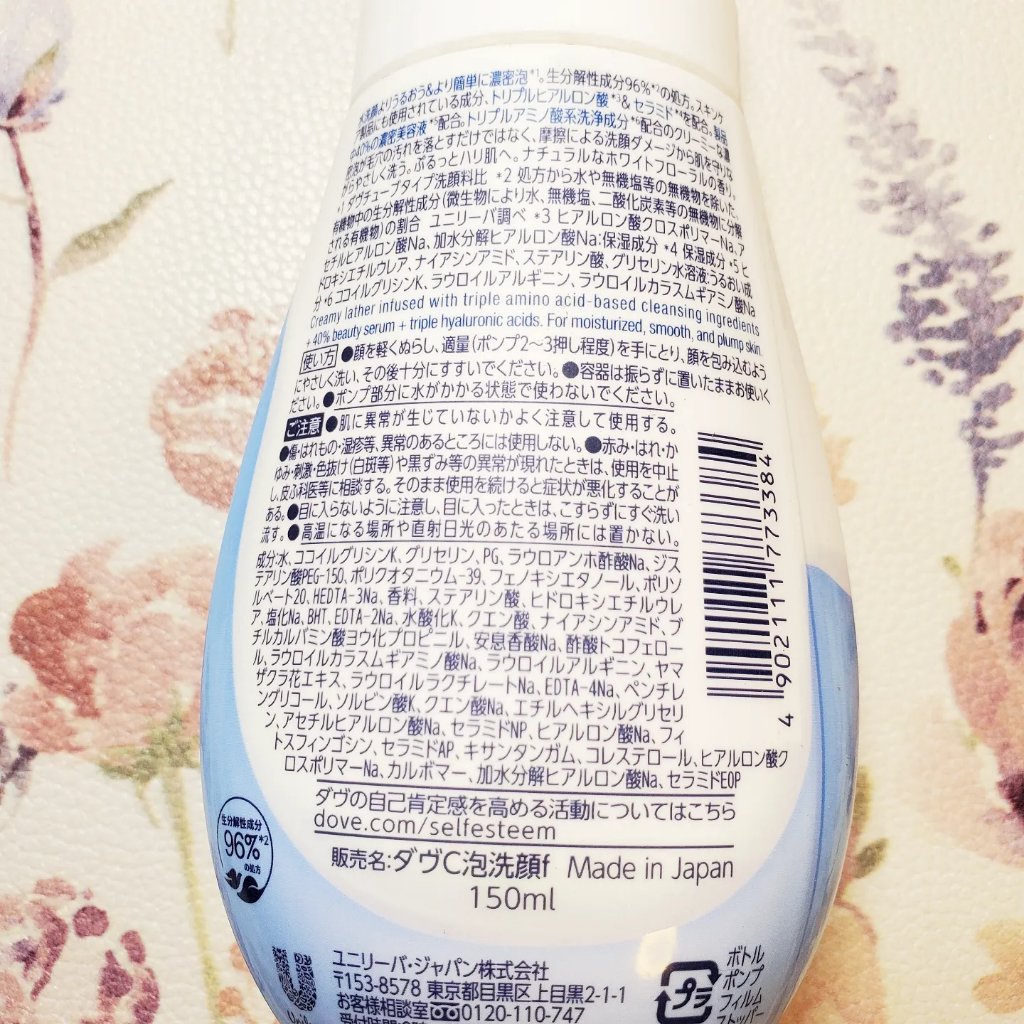 水洗顔よりうるおう&より簡単に濃密泡*1。生分解性成分96%*2の処方。スキンケ
ア製品にも使用されている成分、トリプルヒアルロン酸*3&セラミド*4を配合。製品
中40%の濃密美容液*5配合。トリプルアミノ酸系洗浄成分*6配合のクリーミーな濃
密泡が毛穴の汚れを落とすだけではなく、摩擦による洗顔ダメージから肌を守りな
がらやさしく洗う。ぷるっとハリ肌へ。ナチュラルなホワイトフローラルの香り。
*1 ダヴチューブタイプ洗顔料比 *2 処方から水や無機塩等の無機物を除いた、
有機物中の生分解性成分(微生物により水、無機塩、二酸化炭素等の無機物に分解
される有機物)の割合 ユニリーバ調べ *3 ヒアルロン酸クロスポリマーNa、ア
セチルヒアルロン酸Na、加水分解ヒアルロン酸Na:保湿成分 *4 保湿成分 *5 ヒ
ドロキシエチルウレア、ナイアシンアミド、ステアリン酸、グリセリン水溶液:うるおい成
分 *6 ココイルグリシンK、ラウロイルアルギニン、ラウロイルカラスムギアミノ酸Na
Creamy lather infused with triple amino acid-based cleansing ingredients
+ 40% beauty serum + triple hyaluronic acids. For moisturized, smooth, and plump skin.
使い方 ●顔を軽くぬらし、適量(ポンプ2〜3押し程度)を手にとり、顔を包み込むよう
にやさしく洗い、その後十分にすすいでください。●容器は振らずに置いたままお使いく
ださい。●ポンプ部分に水がかかる状態で使わないでください。
ご注意 ●肌に異常が生じていないかよく注意して使用する。
●傷・はれもの・湿疹等、異常のあるところには使用しない。●赤み・はれ・か
ゆみ・刺激・色抜け(白斑等)や黒ずみ等の異常が現れたときは、使用を中止
し、皮ふ科医等に相談する。そのまま使用を続けると症状が悪化することが
ある。●目に入らないように注意し、目に入ったときは、こすらずにすぐ洗い
流す。●高温になる場所や直射日光のあたる場所には置かない。
成分:水、ココイルグリシンK、グリセリン、PG、ラウロアンホ酢酸Na、ジス
テアリン酸PEG-150、ポリクオタニウム-39、フェノキシエタノール、ポリソ
ルベート20、HEDTA-3Na、香料、ステアリン酸、ヒドロキシエチルウレ
ア、塩化Na、BHT、EDTA-2Na、水酸化K、クエン酸、ナイアシンアミド、ブ
チルカルバミン酸ヨウ化プロピニル、安息香酸Na、酢酸トコフェロー
ル、ラウロイルカラスムギアミノ酸Na、ラウロイルアルギニン、ヤマ
ザクラ花エキス、ラウロイルラクチレートNa、EDTA-4Na、ペンチレ
ングリコール、ソルビン酸K、クエン酸Na、エチルヘキシルグリセリ
ン、アセチルヒアルロン酸Na、セラミドNP、ヒアルロン酸Na、フィ
トスフィンゴシン、セラミドAP、キサンタンガム、コレステロール、ヒアルロン酸ク
ロスポリマーNa、カルボマー、加水分解ヒアルロン酸Na、セラミドEOP
4 902111 773384
ダヴの自己肯定感を高める活動についてはこちら
dove.com/selfesteem
生分解性成分
96%*2
の処方
販売名:ダヴC泡洗顔f Made in Japan
150ml
ユニリーバ・ジャパン株式会社
〒153-8578 東京都目黒区上目黒2-1-1
お客様相談室 0120-110-747
プラ
ボトル
ポンプ
フィルム
ストッパー